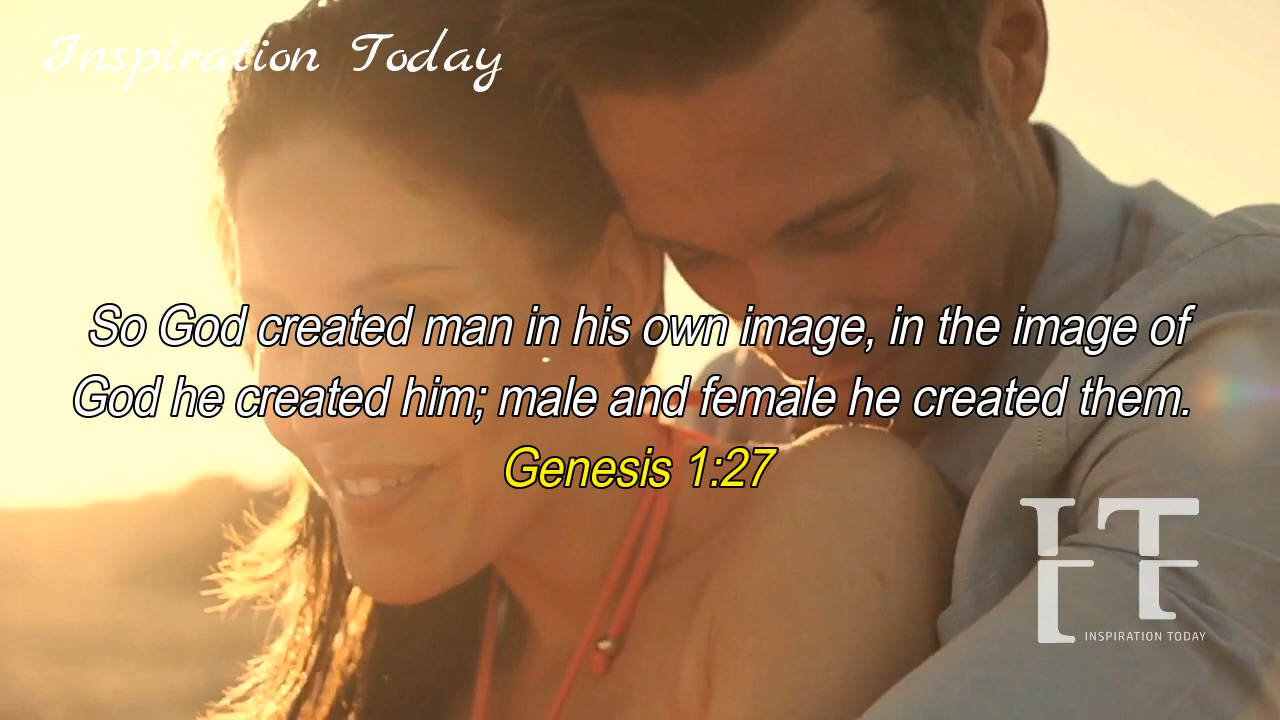 Inspiration Today
So God created man in his own image, in the image of
God he created him; male and female he created them.
Genesis 1:27
INSPIRATION TODAY